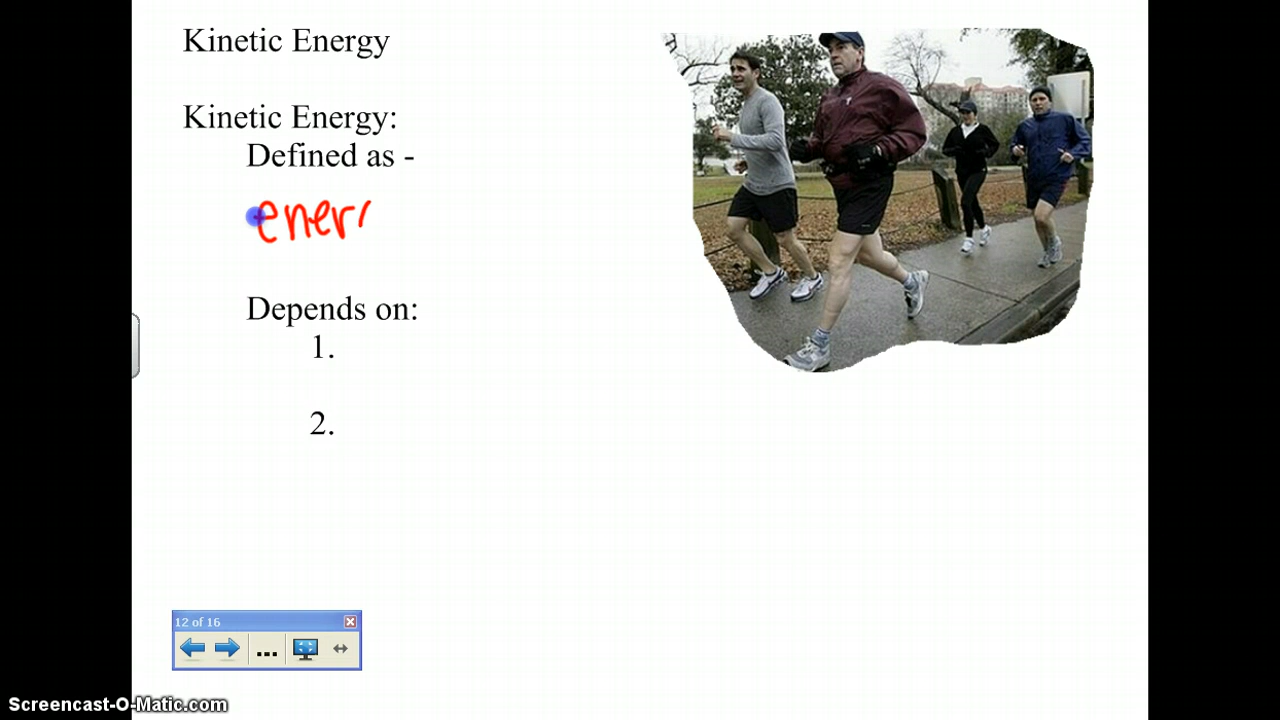 Kinetic Energy
Kinetic Energy:
Defined as -
ener
Depends on:
1.
2.
12 of 16
...
Screencast-O-Matic.com